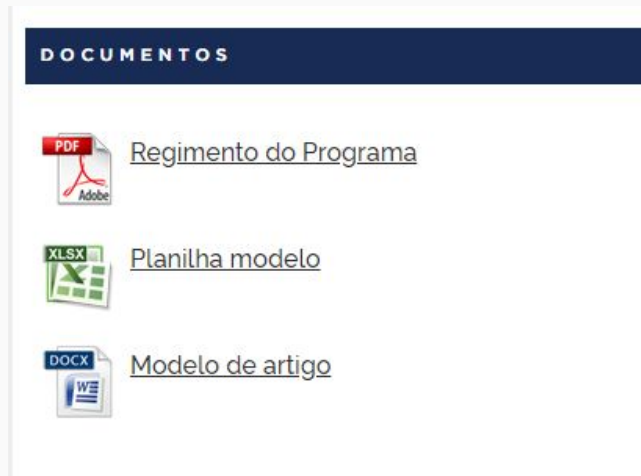 DOCUMENTOS
PDF
Adobe
Regimento do Programa
XLSX
Planilha modelo
DOCX
W
Modelo de artigo